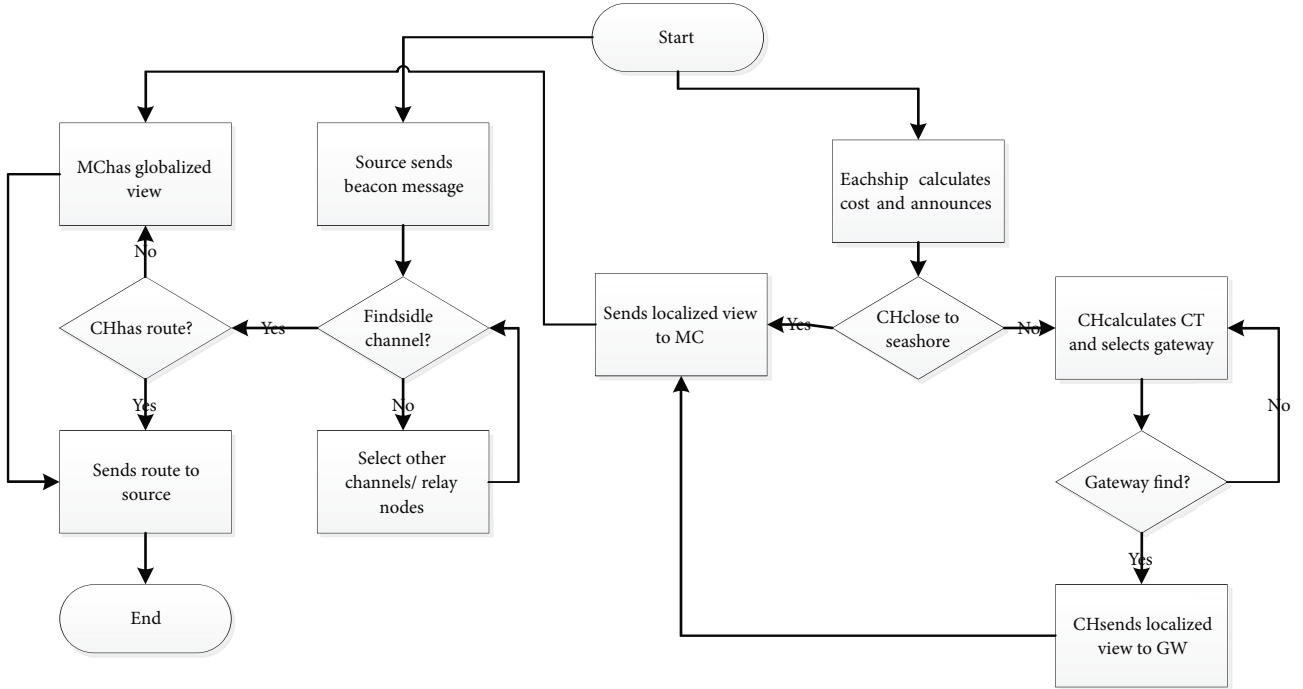 Start
MChas globalized
view
Source sends
beacon message
Eachship calculates
cost and announces
No
CHhas route?
Yes
Findsidle
channel?
Sends localized view
to MC
Yes
CHclose to
seashore
No
CHcalculates CT
and selects gateway
Yes
No
No
Sends route to
source
Select other
channels/ relay
nodes
Gateway find?
Yes
End
CHsends localized
view to GW